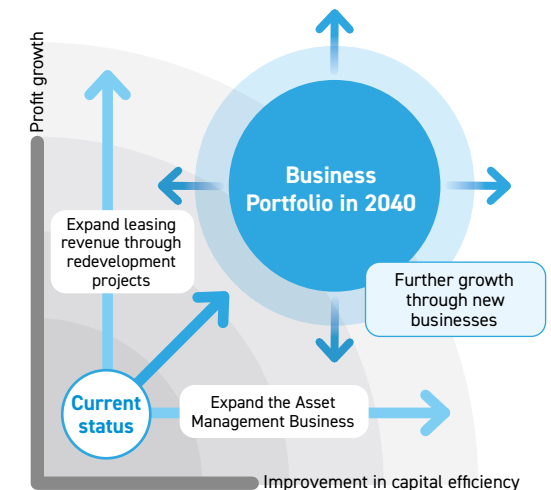 Profit growth
Business
Portfolio in 2040
Expand leasing
revenue through
redevelopment
projects
Further growth
through new
businesses
Current
status
Expand the Asset
Management Business
Improvement in capital efficiency